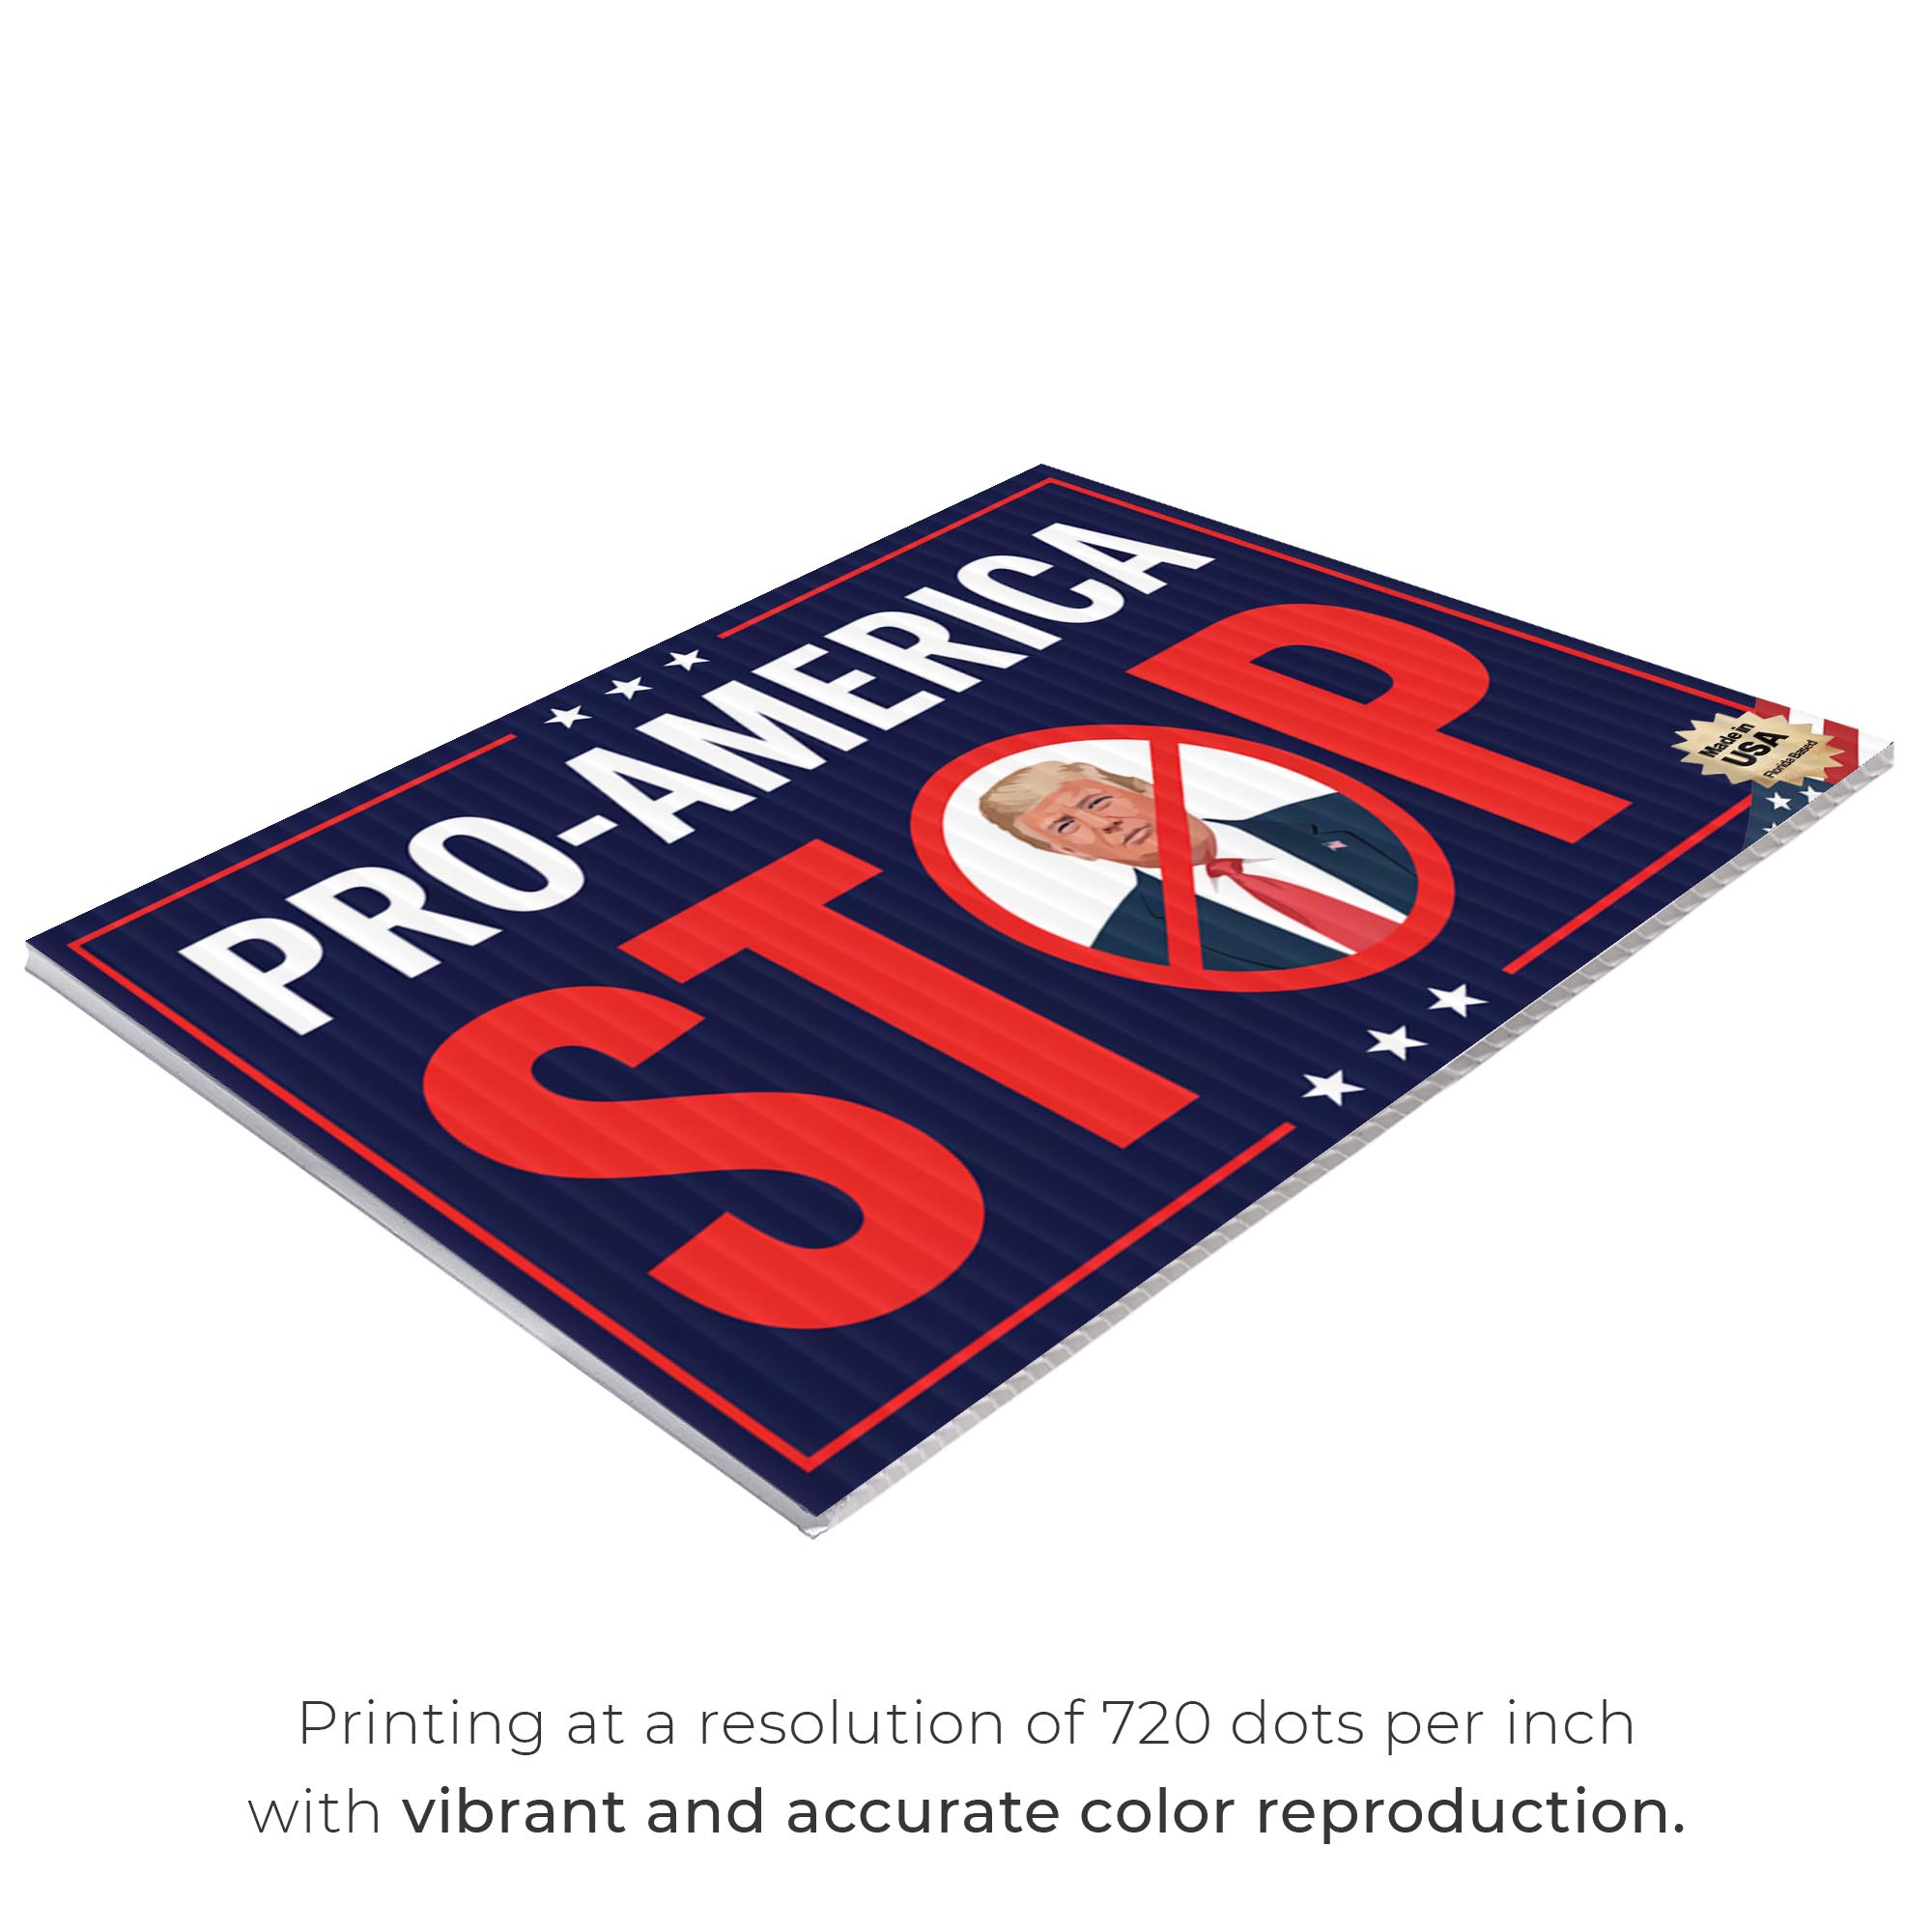 PRO-AMERICA
STOP
Made in
USA
Florida Based
Printing at a resolution of 720 dots per inch
with vibrant and accurate color reproduction.